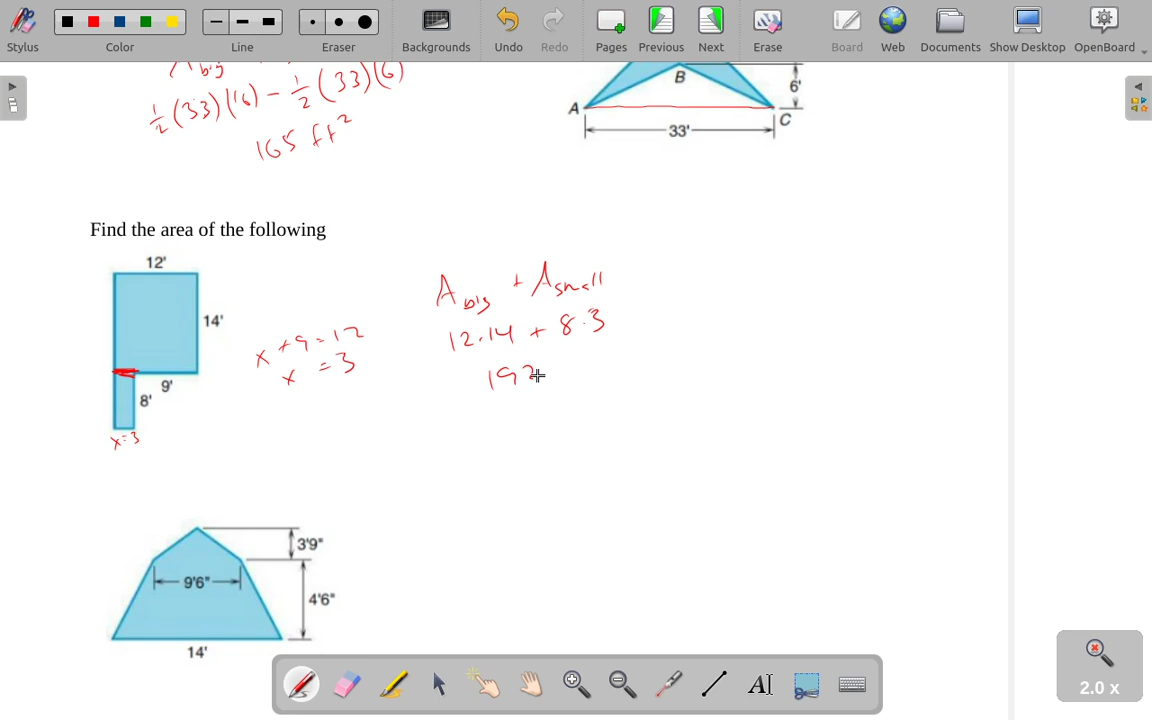 Stylus Color Line Eraser Backgrounds Undo Redo Pages Previous Next Erase Board Web Documents Show Desktop OpenBoard
A big
½(33)(16) - ½(33)(6)
165 ft²
B
6'
A
C
33'
Find the area of the following
12'
14'
9'
8'
x=3
x + 9 = 12
x = 3
A big + A small
12·14 + 8·3
192
3'9"
9'6"
4'6"
14'
2.0 x